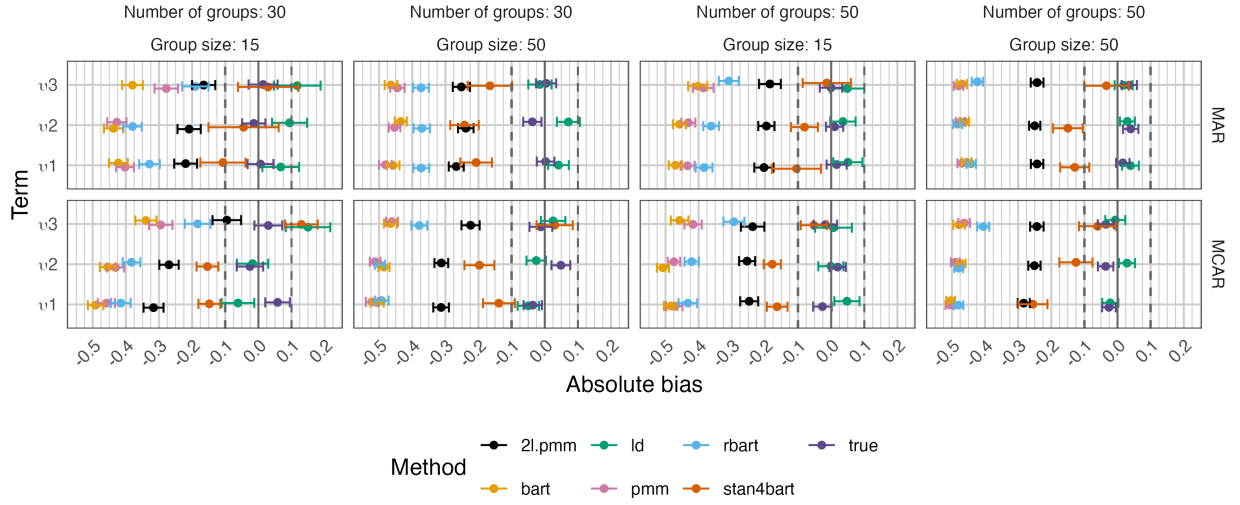 Number of groups: 30
Number of groups: 30
Number of groups: 50
Number of groups: 50
Group size: 15
Group size: 50
Group size: 15
Group size: 50
υ3
υ2
υ1
MAR
υ3
υ2
υ1
MCAR
Term
-0.5 -0.4 -0.3 -0.2 -0.1 0.0 0.1 0.2
-0.5 -0.4 -0.3 -0.2 -0.1 0.0 0.1 0.2
-0.5 -0.4 -0.3 -0.2 -0.1 0.0 0.1 0.2
-0.5 -0.4 -0.3 -0.2 -0.1 0.0 0.1 0.2
Absolute bias
Method
2l.pmm ld rbart true
bart pmm stan4bart